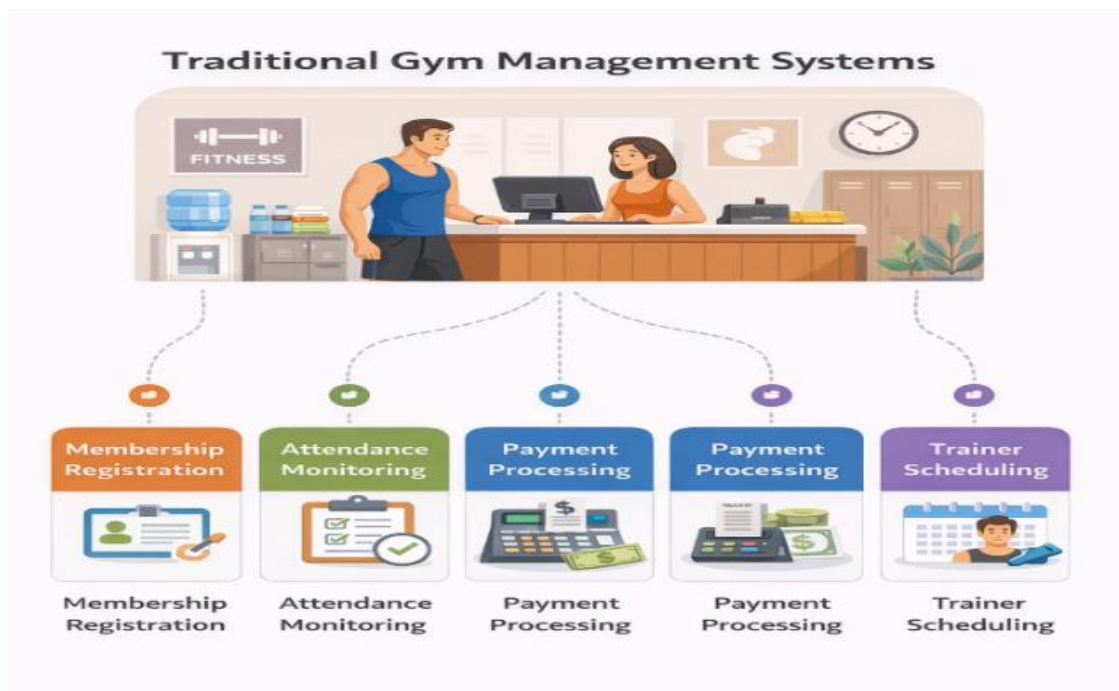 Traditional Gym Management Systems
FITNESS
Membership
Registration
Attendance
Monitoring
Payment
Processing
Payment
Processing
Trainer
Scheduling
$
$
Membership
Registration
Attendance
Monitoring
Payment
Processing
Payment
Processing
Trainer
Scheduling